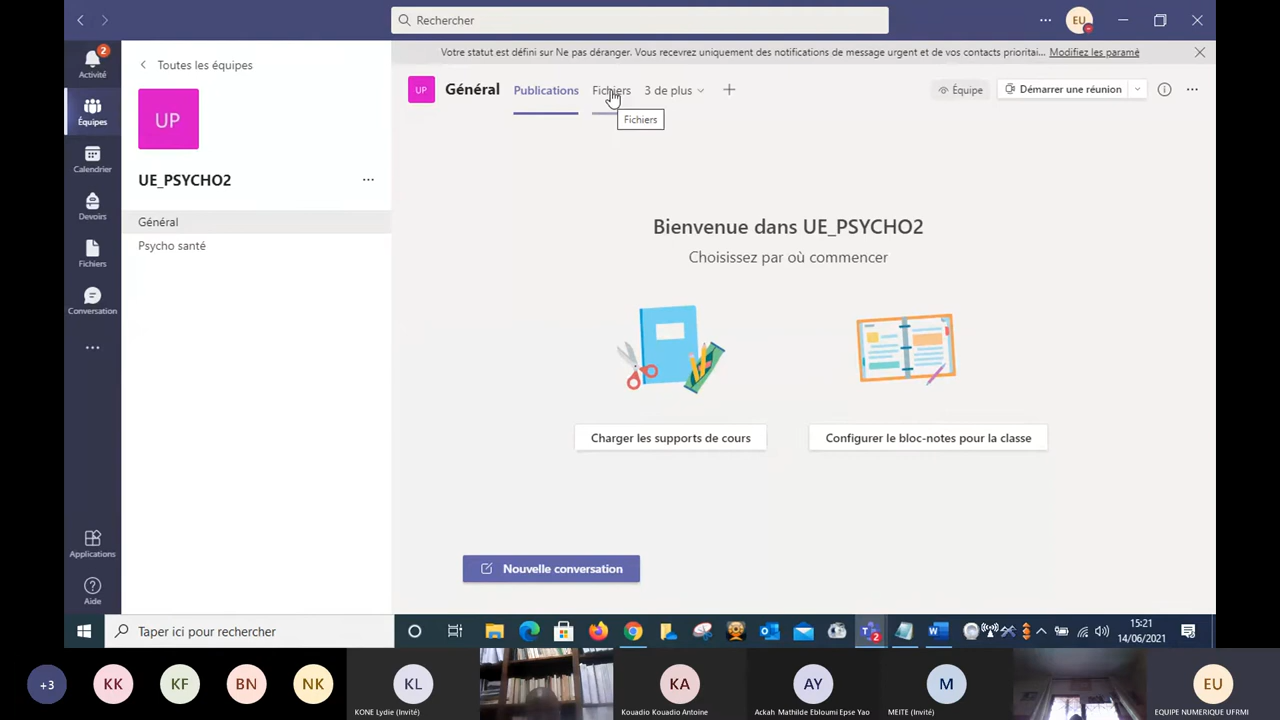 Rechercher
EU
Votre statut est défini sur Ne pas déranger. Vous recevrez uniquement des notifications de message urgent et de vos contacts prioritai... Modifiez les paramè
2
Activité
Équipes
Calendrier
Devoirs
Fichiers
Conversation
Applications
Aide
Toutes les équipes
UP
UE_PSYCHO2
Général
Psycho santé
UP
Général
Publications
Fichiers
3 de plus
Équipe
Démarrer une réunion
Fichiers
Bienvenue dans UE_PSYCHO2
Choisissez par où commencer
Charger les supports de cours
Configurer le bloc-notes pour la classe
Nouvelle conversation
Taper ici pour rechercher
2
15:21
14/06/2021
+3
KK
KF
BN
NK
KL
KONE Lydie (Invité)
KA
Kouadio Kouadio Antoine
AY
Ackah Mathilde Ebloumi Epse Yao
M
MEITE (Invité)
EU
EQUIPE NUMERIQUE UFRMI